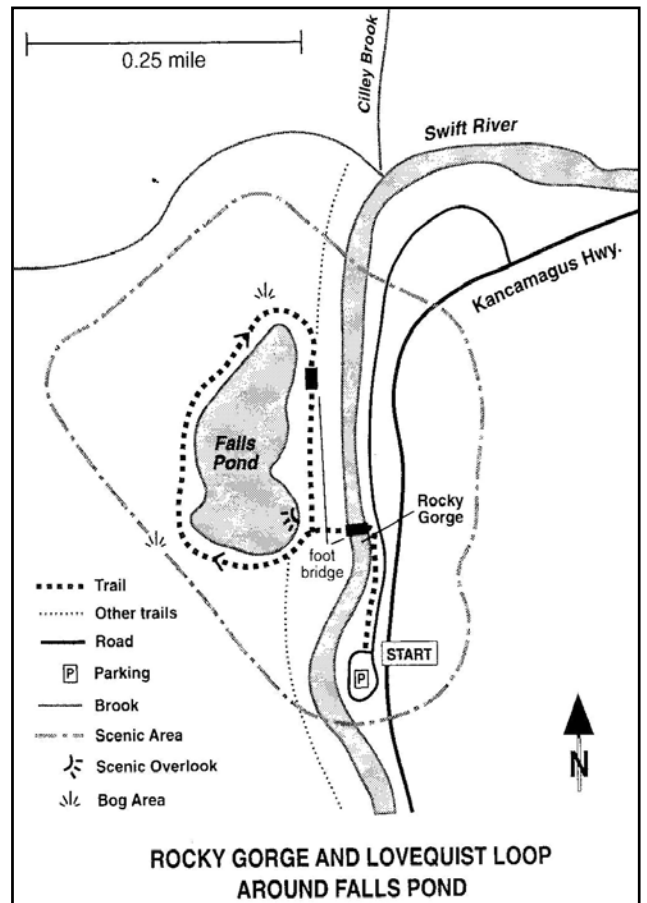 0.25 mile
Cilley Brook
Swift River
Kancamagus Hwy.
Falls
Pond
Rocky
Gorge
foot
bridge
START
P
Trail
Other trails
Road
P Parking
Brook
Scenic Area
Scenic Overlook
Bog Area
N
ROCKY GORGE AND LOVEQUIST LOOP
AROUND FALLS POND